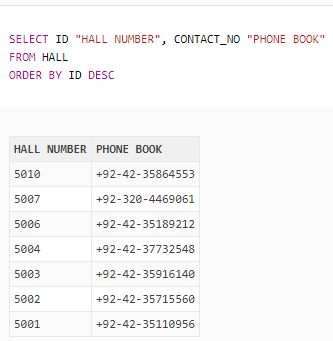 SELECT ID "HALL NUMBER", CONTACT_NO "PHONE BOOK"
FROM HALL
ORDER BY ID DESC
HALL NUMBER PHONE BOOK
5010 +92-42-35864553
5007 +92-320-4469061
5006 +92-42-35189212
5004 +92-42-37732548
5003 +92-42-35916140
5002 +92-42-35715560
5001 +92-42-35110956